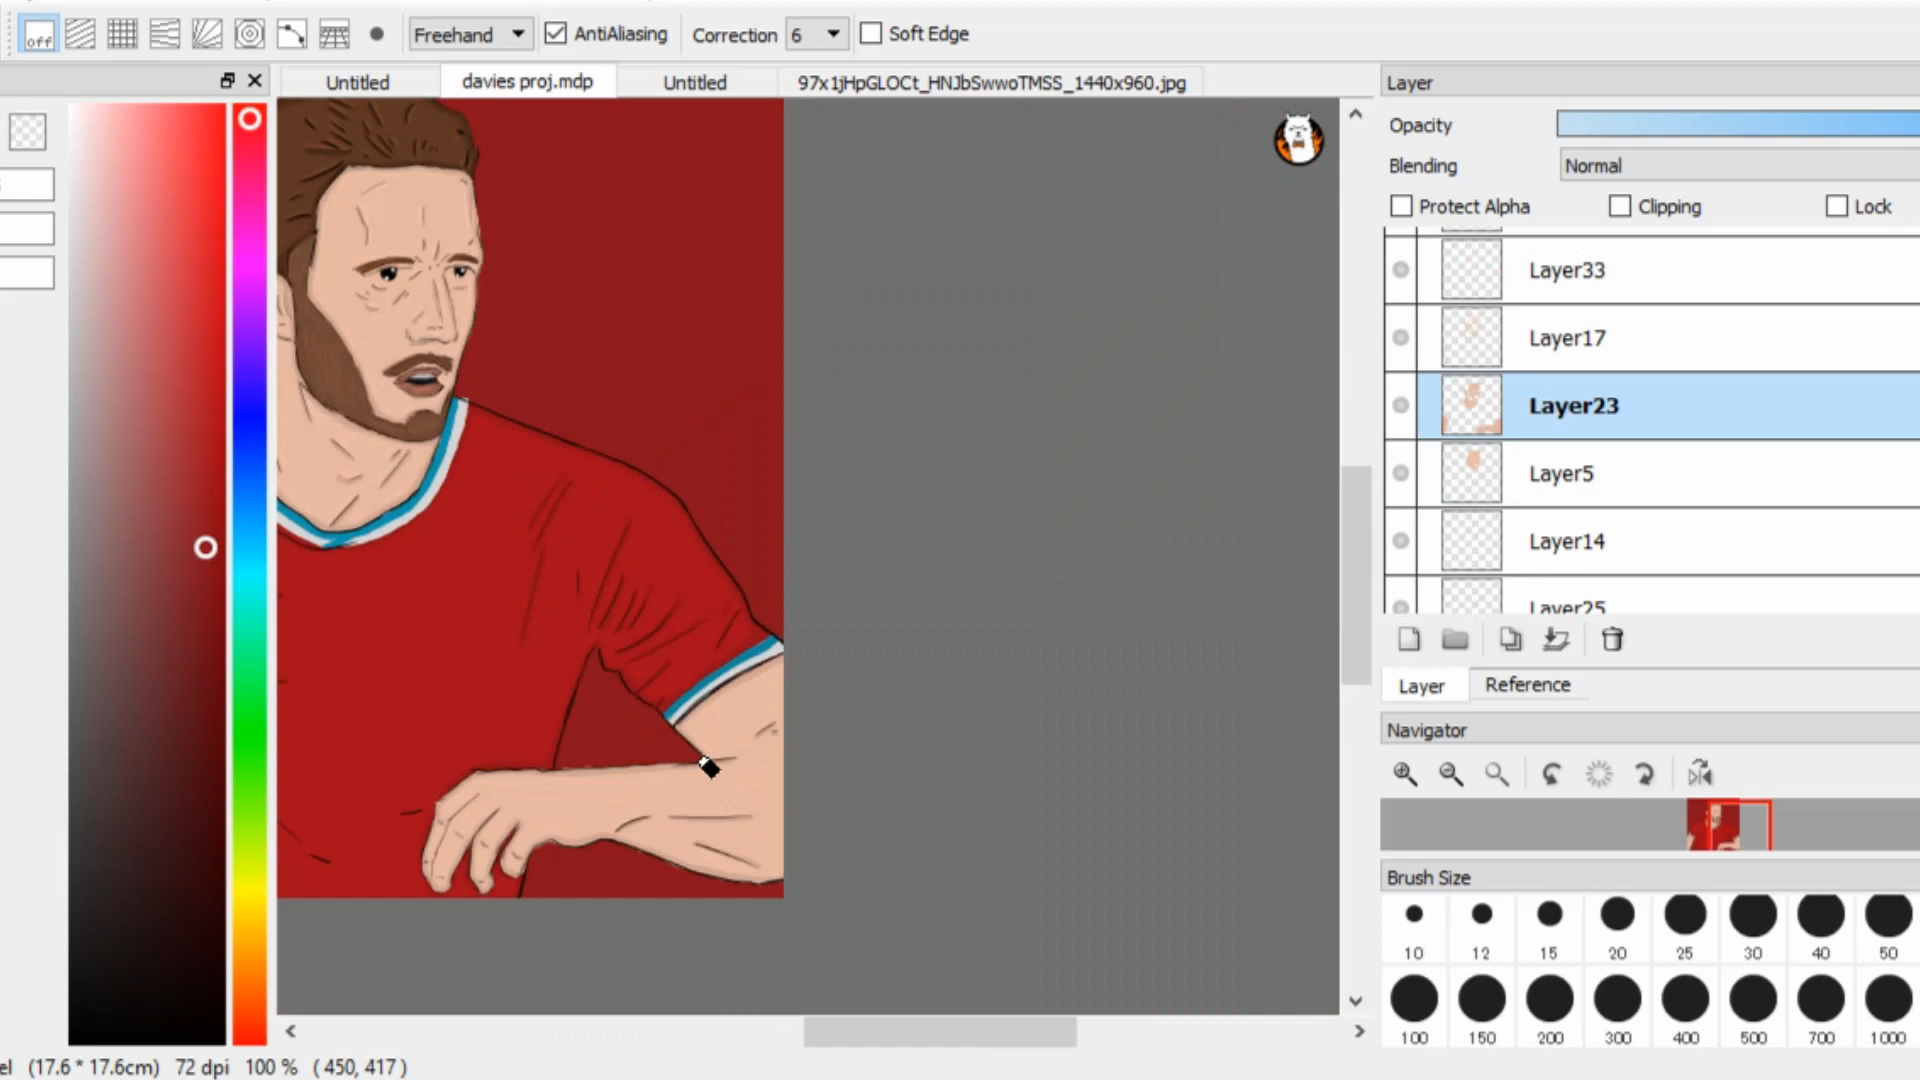 off Freehand AntiAliasing Correction 6 Soft Edge
Untitled davies proj.mdp Untitled 97x1jHpGLOCt_HNJbSwwoTMSS_1440x960.jpg
Layer
Opacity
Blending Normal
Protect Alpha Clipping Lock
Layer33
Layer17
Layer23
Layer5
Layer14
Layer25
Layer Reference
Navigator
Brush Size
10 12 15 20 25 30 40 50
100 150 200 300 400 500 700 1000
el (17.6 * 17.6cm) 72 dpi 100 % ( 450, 417 )